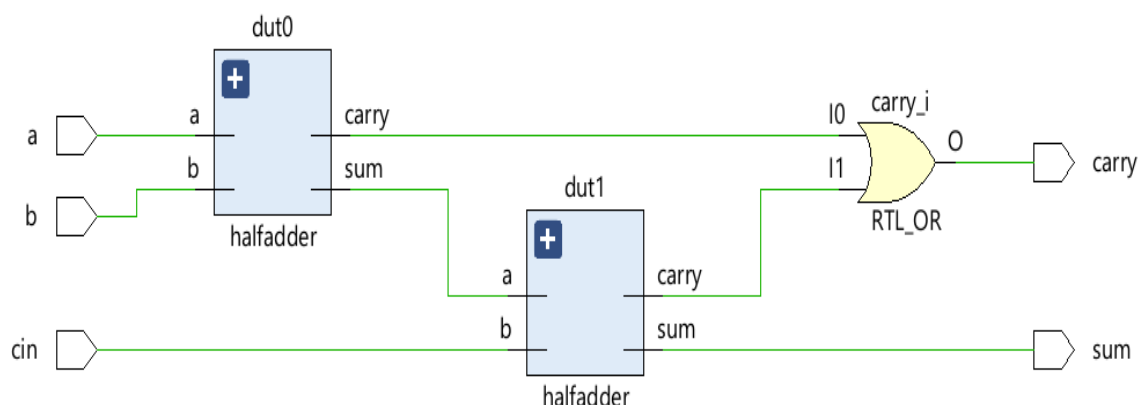 dut0
+
a
carry
a
b
sum
b
halfadder
I0
carry_i
O
I1
carry
RTL_OR
dut1
+
a
carry
cin
b
sum
sum
halfadder